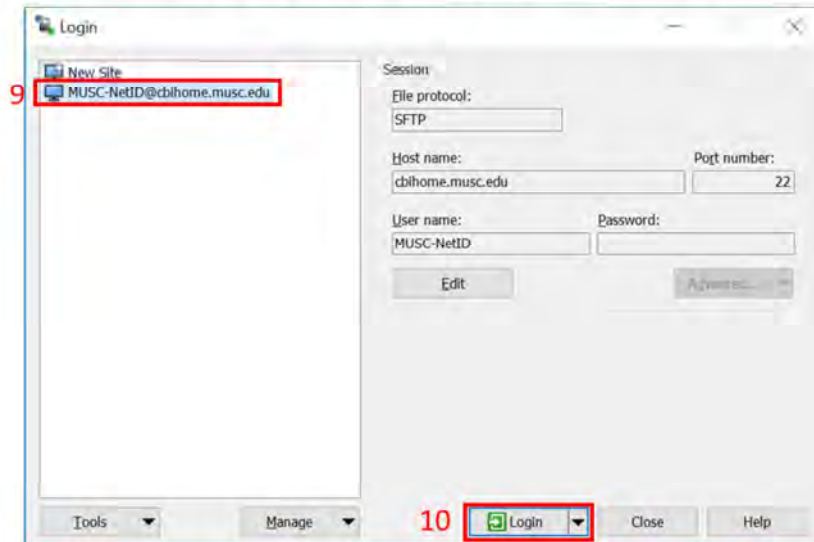 Login
New Site
9 MUSC-NetID@cbihome.musc.edu
Session
File protocol:
SFTP
Host name: Port number:
cbihome.musc.edu 22
User name: Password:
MUSC-NetID
Edit Advanced...
Tools Manage 10 Login Close Help